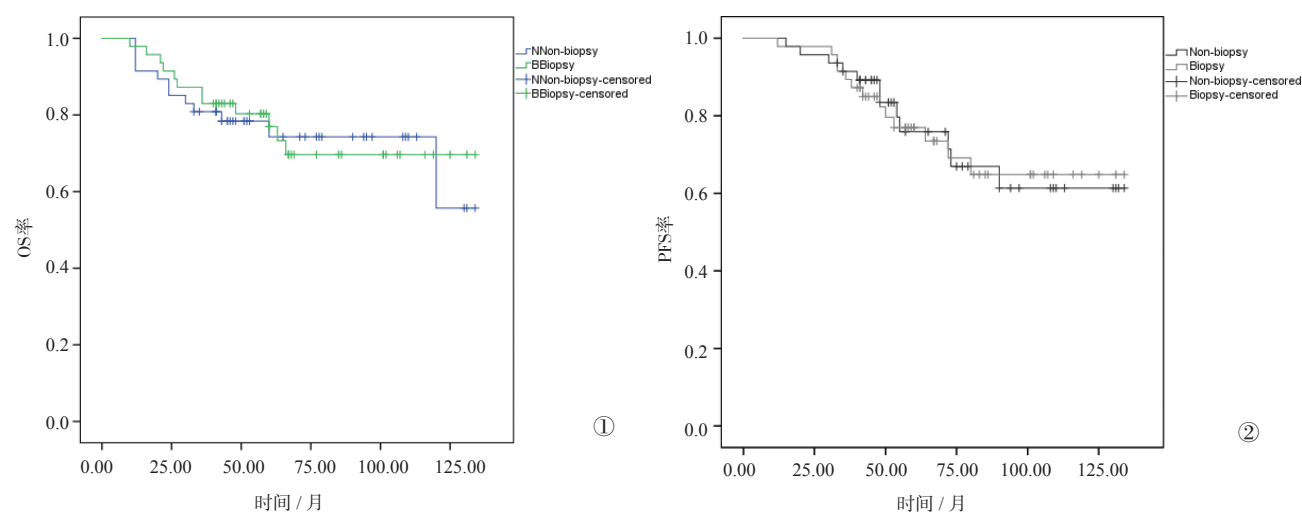 1.0
0.8
0.6
0.4
0.2
0.0
OS率
0.00 25.00 50.00 75.00 100.00 125.00
时间 / 月
NNon-biopsy
BBiopsy
NNon-biopsy-censored
BBiopsy-censored
①
1.0
0.8
0.6
0.4
0.2
0.0
PFS率
0.00 25.00 50.00 75.00 100.00 125.00
时间 / 月
Non-biopsy
Biopsy
Non-biopsy-censored
Biopsy-censored
②